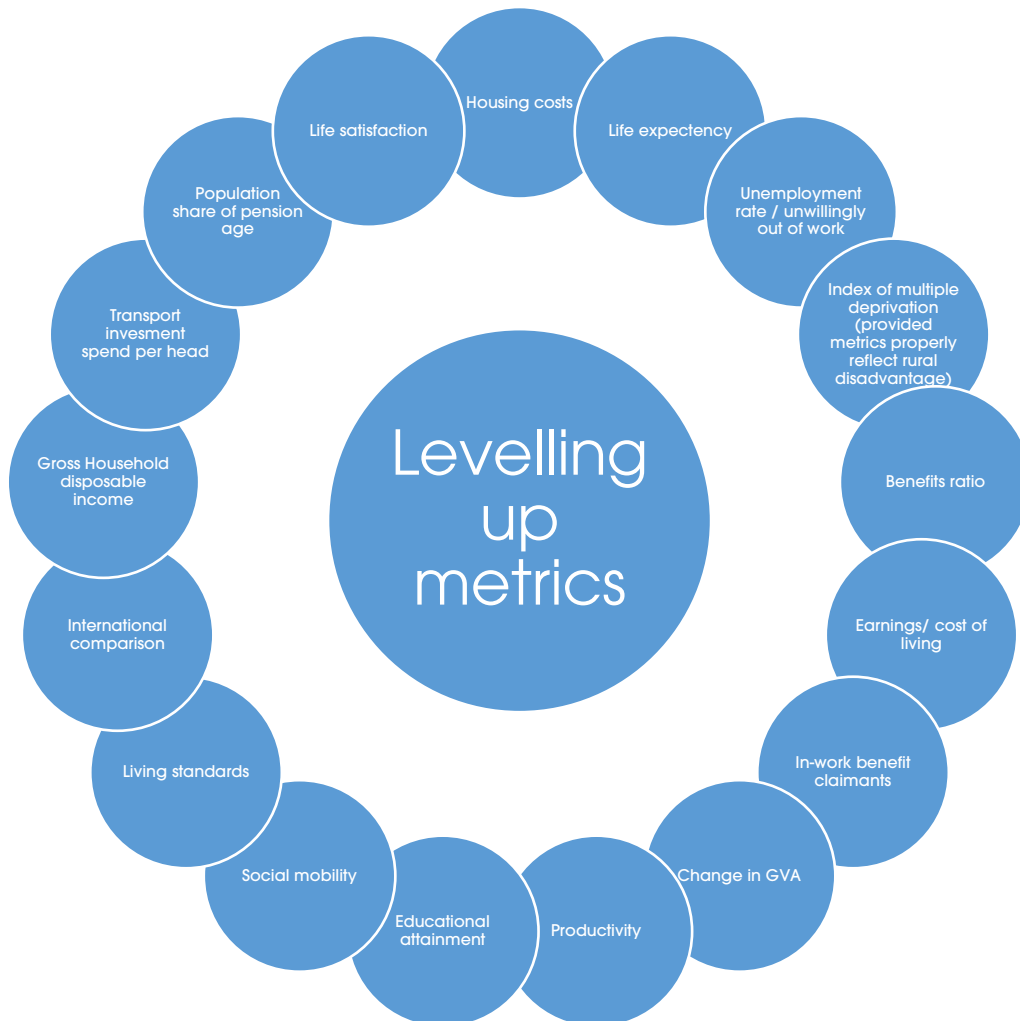 Housing costs
Life expectency
Unemployment
rate / unwillingly
out of work
Index of multiple
deprivation
(provided
metrics properly
reflect rural
disadvantage)
Benefits ratio
Earnings/ cost of
living
In-work benefit
claimants
Change in GVA
Productivity
Educational
attainment
Social mobility
Living standards
International
comparison
Gross Household
disposable
income
Transport
invesment
spend per head
Population
share of pension
age
Life satisfaction
Levelling
up
metrics